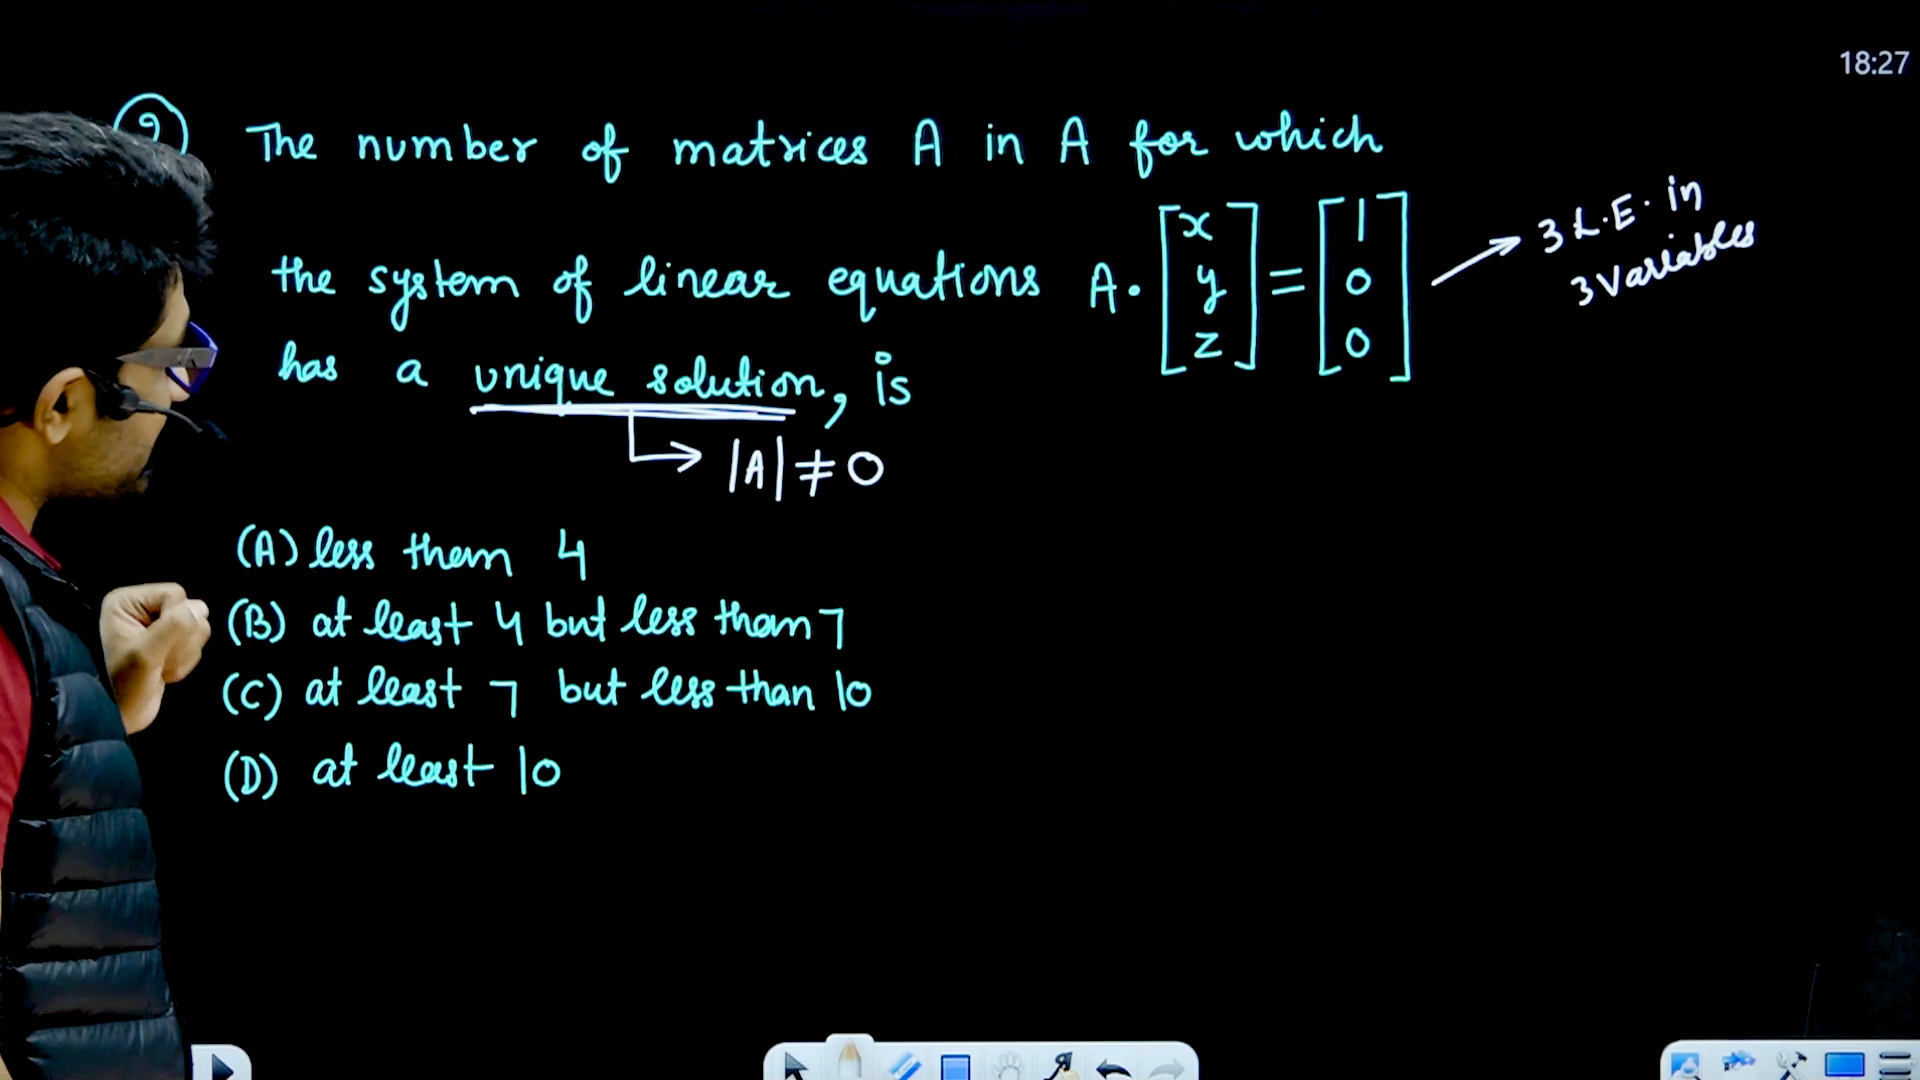 18:27
The number of matrices A in A for which
the system of linear equations A. [x y z] = [1 0 0] → 3 L.E. in 3 Variables
has a unique solution, is
→ |A| ≠ 0
(A) less them 4
(B) at least 4 but less than 7
(C) at least 7 but less than 10
(D) at least 10